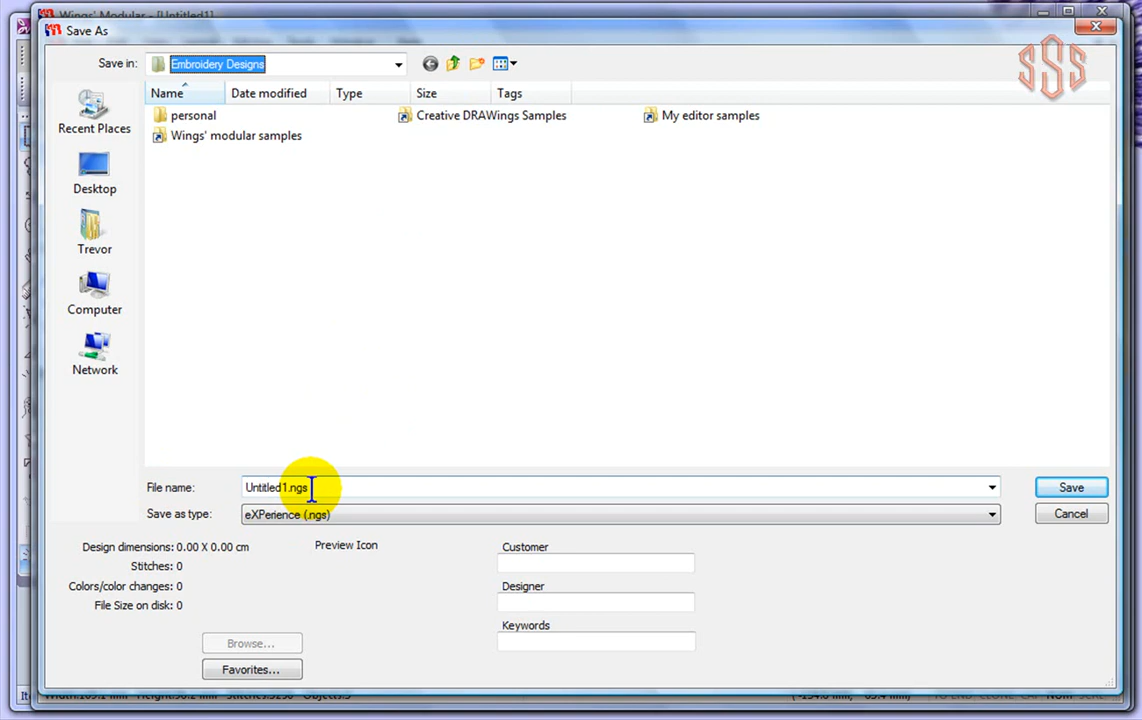 Wings' Modular - [Untitled1]
Save As
SSS
Save in: Embroidery Designs
Name Date modified Type Size Tags
personal Creative DRAWings Samples My editor samples
Wings' modular samples
Recent Places
Desktop
Trevor
Computer
Network
File name: Untitled1.ngs Save
Save as type: eXPerience (.ngs) Cancel
Design dimensions: 0.00 X 0.00 cm Preview Icon Customer
Stitches: 0
Colors/color changes: 0 Designer
File Size on disk: 0
Keywords
Browse...
Favorites...